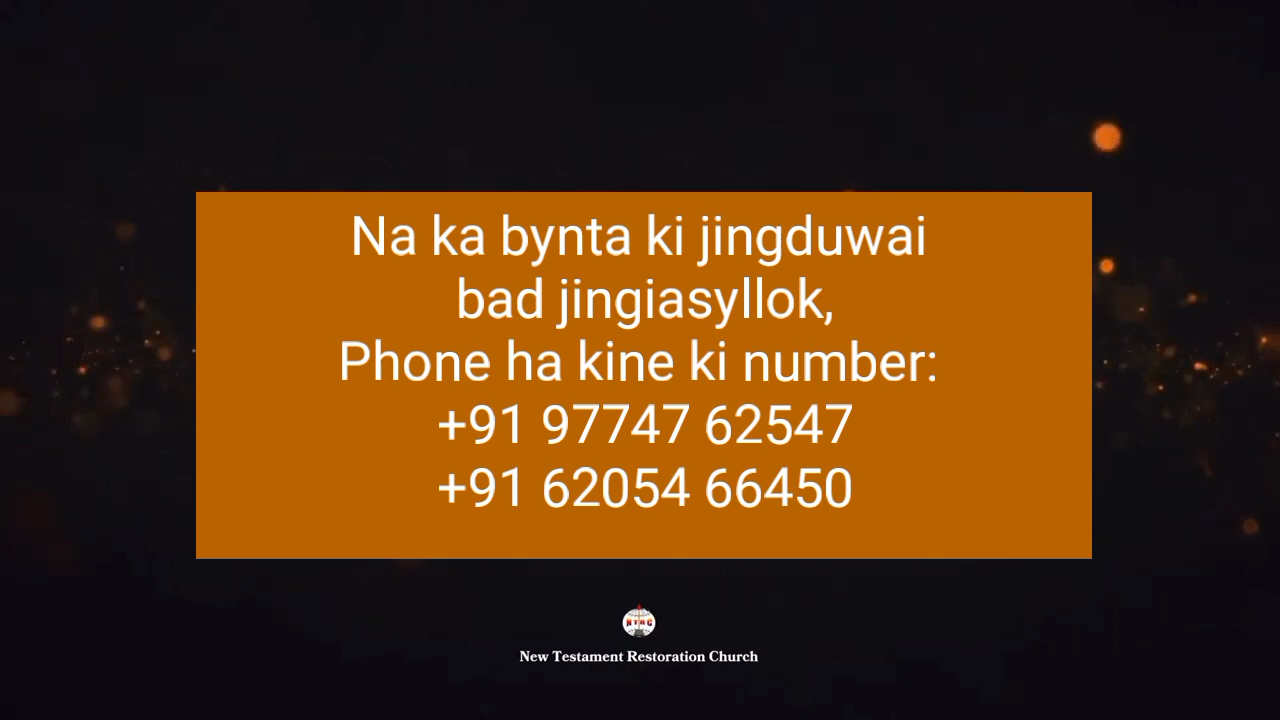 Na ka bynta ki jingduwai
bad jingiasyllok,
Phone ha kine ki number:
+91 97747 62547
+91 62054 66450
NTRC
New Testament Restoration Church